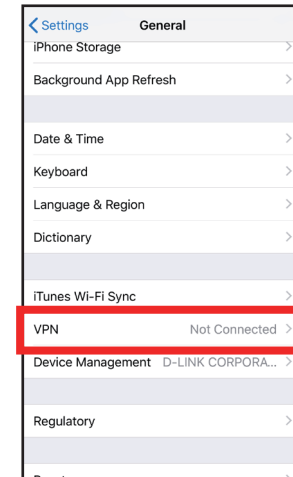 Settings General
iPhone Storage
Background App Refresh
Date & Time
Keyboard
Language & Region
Dictionary
iTunes Wi-Fi Sync
VPN Not Connected
Device Management D-LINK CORPORA...
Regulatory